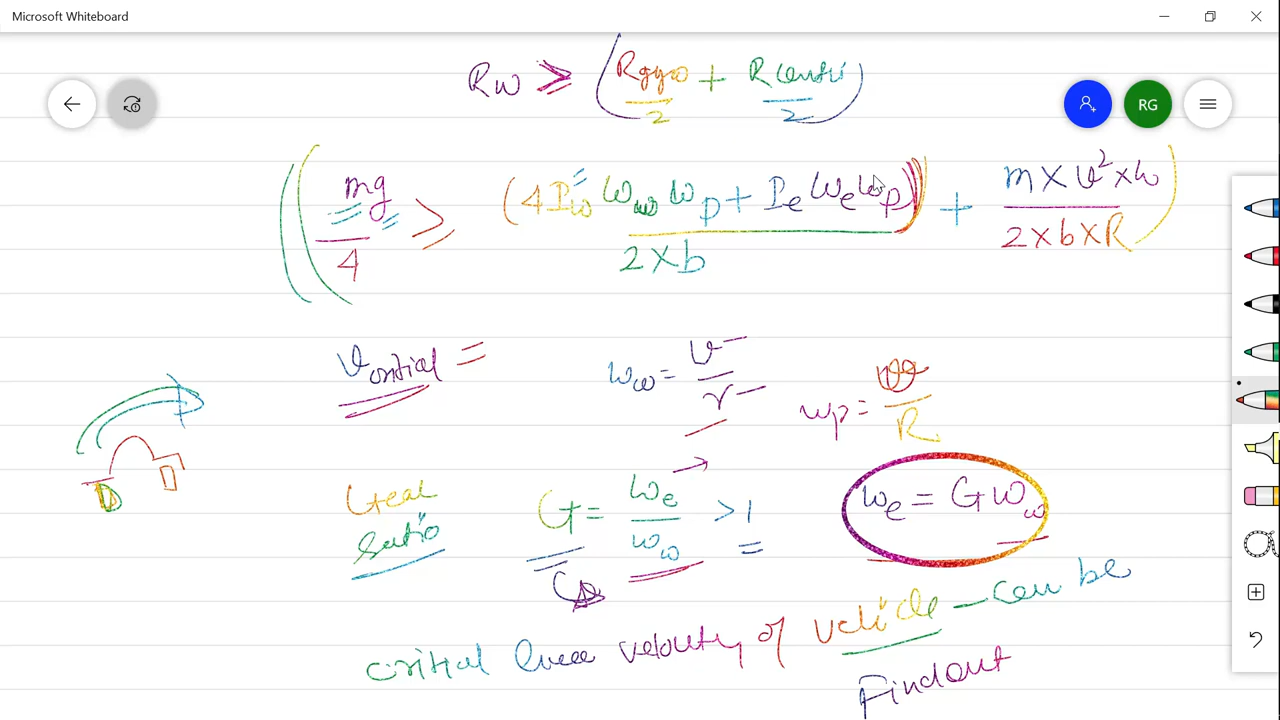 Microsoft Whiteboard
RG
Rw ≥ (Rgyro/2 + Rcentri/2)
mg/4 > (4Iw ωw ωp + Ie ωe ωp)/(2×b) + (m×v²×h)/(2×b×R)
Vcritical =
ωw = v/r
ωp = v/R
Gear ratio
G = ωe/ωw > 1
ωe = G ωw
critical linear velocity of vehicle - can be
Findout